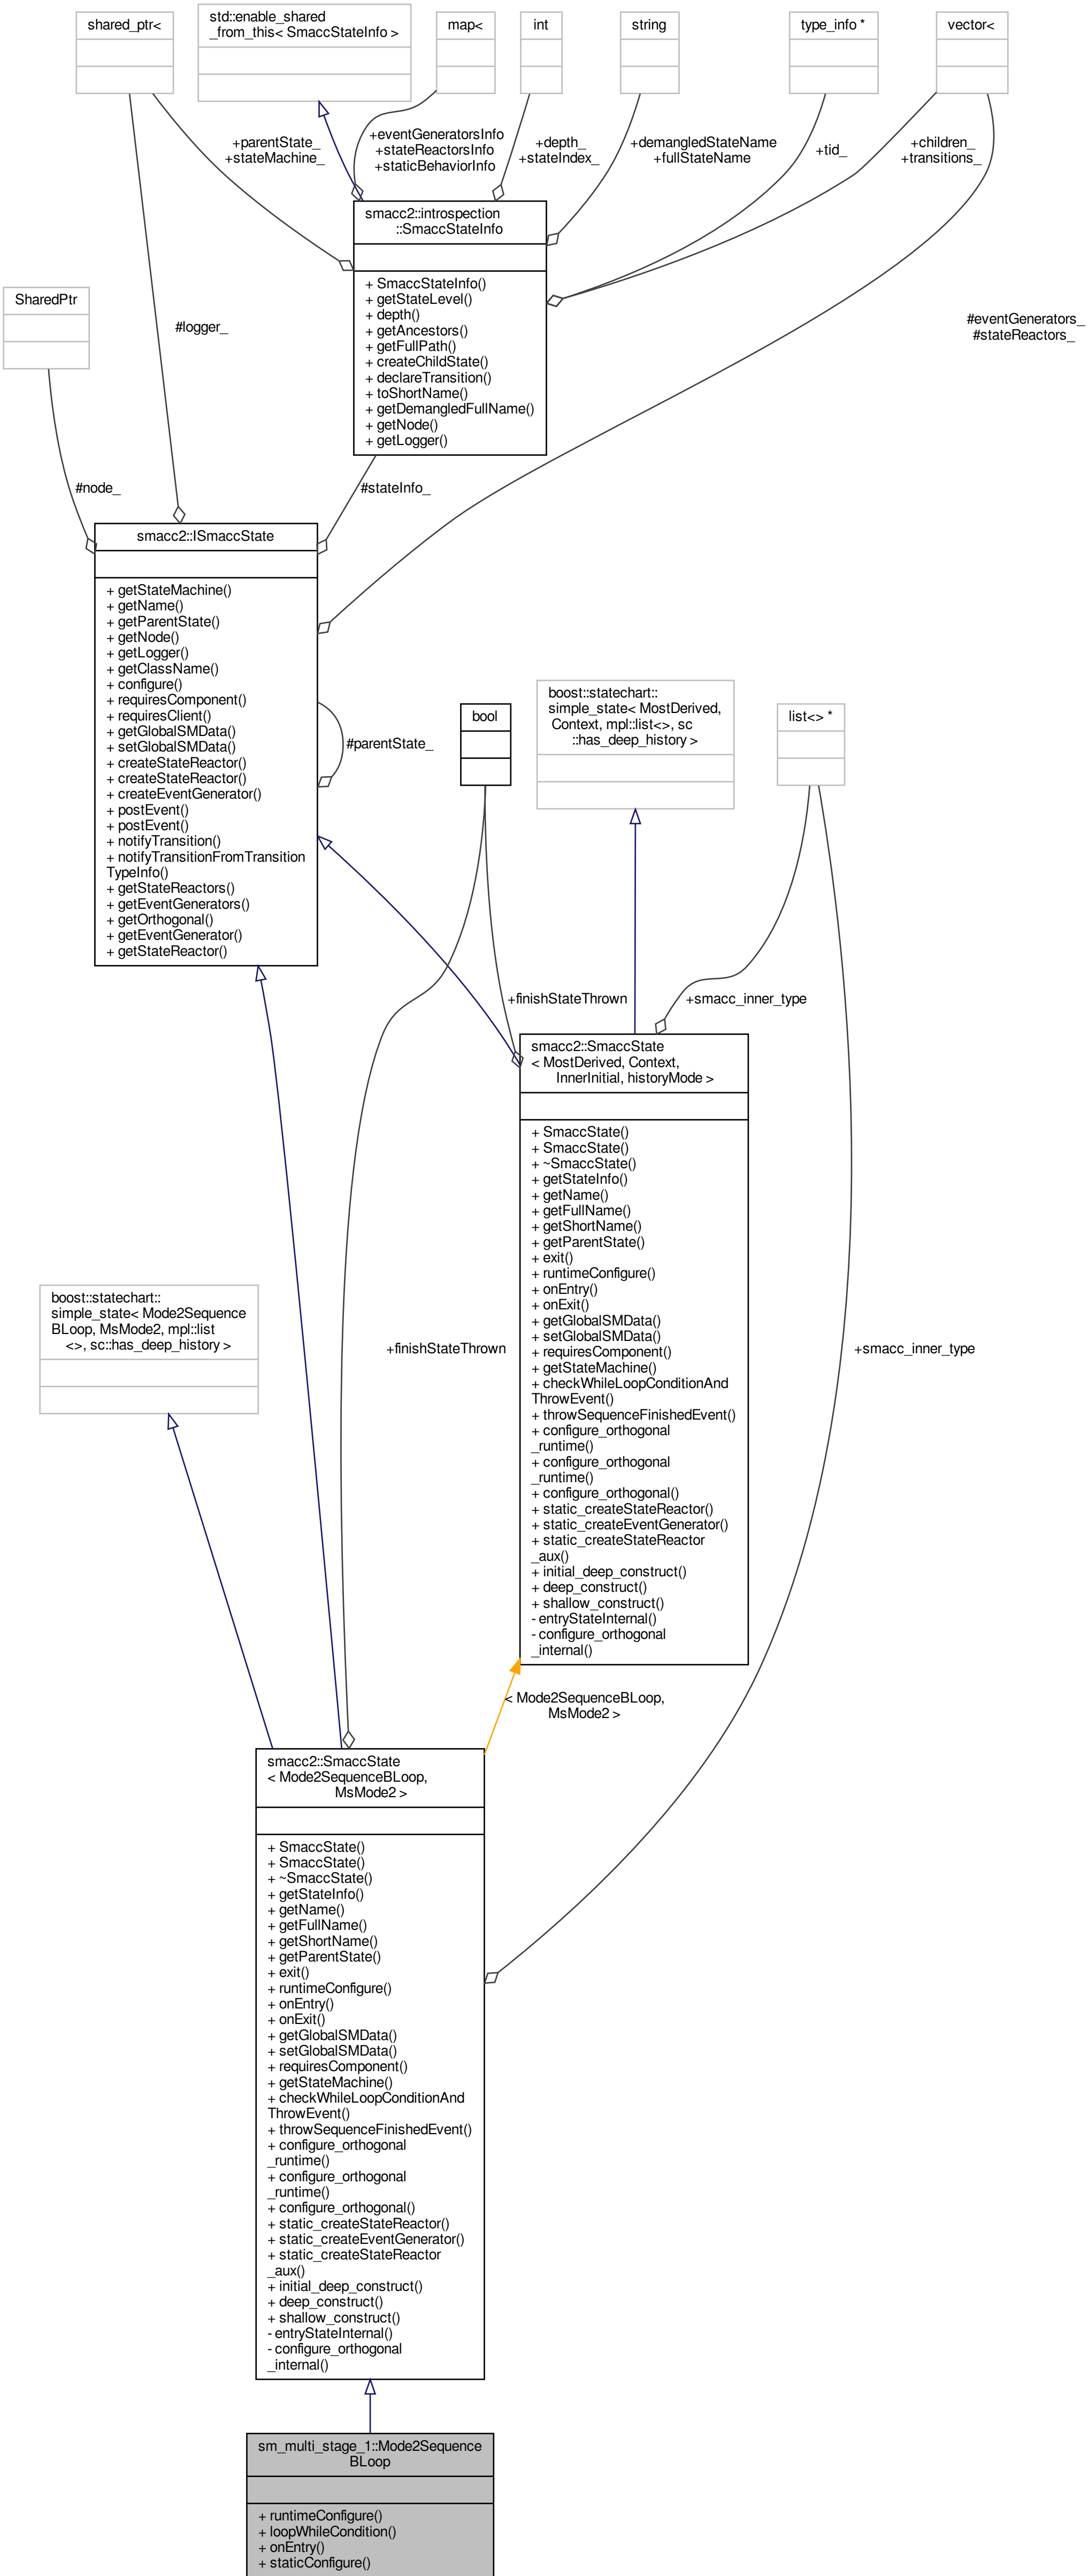 shared_ptr<
std::enable_shared
_from_this< SmaccStateInfo >
map<
int
string
type_info *
vector<
+parentState_
+stateMachine_
+eventGeneratorsInfo
+stateReactorsInfo
+staticBehaviorInfo
+depth_
+stateIndex_
+demangledStateName
+fullStateName
+tid_
+children_
+transitions_
smacc2::introspection
::SmaccStateInfo
+ SmaccStateInfo()
+ getStateLevel()
+ depth()
+ getAncestors()
+ getFullPath()
+ createChildState()
+ declareTransition()
+ toShortName()
+ getDemangledFullName()
+ getNode()
+ getLogger()
SharedPtr
#logger_
#eventGenerators_
#stateReactors_
#node_
#stateInfo_
smacc2::ISmaccState
+ getStateMachine()
+ getName()
+ getParentState()
+ getNode()
+ getLogger()
+ getClassName()
+ configure()
+ requiresComponent()
+ requiresClient()
+ getGlobalSMData()
+ setGlobalSMData()
+ createStateReactor()
+ createStateReactor()
+ createEventGenerator()
+ postEvent()
+ postEvent()
+ notifyTransition()
+ notifyTransitionFromTransition
TypeInfo()
+ getStateReactors()
+ getEventGenerators()
+ getOrthogonal()
+ getEventGenerator()
+ getStateReactor()
#parentState_
bool
boost::statechart::
simple_state< MostDerived,
Context, mpl::list<>, sc
::has_deep_history >
list<> *
+finishStateThrown
+smacc_inner_type
smacc2::SmaccState
< MostDerived, Context,
InnerInitial, historyMode >
+ SmaccState()
+ SmaccState()
+ ~SmaccState()
+ getStateInfo()
+ getName()
+ getFullName()
+ getShortName()
+ getParentState()
+ exit()
+ runtimeConfigure()
+ onEntry()
+ onExit()
+ getGlobalSMData()
+ setGlobalSMData()
+ requiresComponent()
+ getStateMachine()
+ checkWhileLoopConditionAnd
ThrowEvent()
+ throwSequenceFinishedEvent()
+ configure_orthogonal
_runtime()
+ configure_orthogonal
_runtime()
+ configure_orthogonal()
+ static_createStateReactor()
+ static_createEventGenerator()
+ static_createStateReactor
_aux()
+ initial_deep_construct()
+ deep_construct()
+ shallow_construct()
- entryStateInternal()
- configure_orthogonal
_internal()
boost::statechart::
simple_state< Mode2Sequence
BLoop, MsMode2, mpl::list
<>, sc::has_deep_history >
+finishStateThrown
+smacc_inner_type
< Mode2SequenceBLoop,
MsMode2 >
smacc2::SmaccState
< Mode2SequenceBLoop,
MsMode2 >
+ SmaccState()
+ SmaccState()
+ ~SmaccState()
+ getStateInfo()
+ getName()
+ getFullName()
+ getShortName()
+ getParentState()
+ exit()
+ runtimeConfigure()
+ onEntry()
+ onExit()
+ getGlobalSMData()
+ setGlobalSMData()
+ requiresComponent()
+ getStateMachine()
+ checkWhileLoopConditionAnd
ThrowEvent()
+ throwSequenceFinishedEvent()
+ configure_orthogonal
_runtime()
+ configure_orthogonal
_runtime()
+ configure_orthogonal()
+ static_createStateReactor()
+ static_createEventGenerator()
+ static_createStateReactor
_aux()
+ initial_deep_construct()
+ deep_construct()
+ shallow_construct()
- entryStateInternal()
- configure_orthogonal
_internal()
sm_multi_stage_1::Mode2Sequence
BLoop
+ runtimeConfigure()
+ loopWhileCondition()
+ onEntry()
+ staticConfigure()